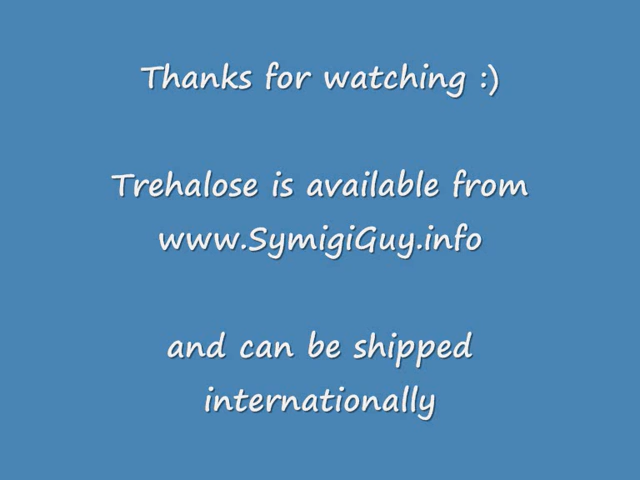 Thanks for watching :)
Trehalose is available from
www.SymigiGuy.info
and can be shipped
internationally